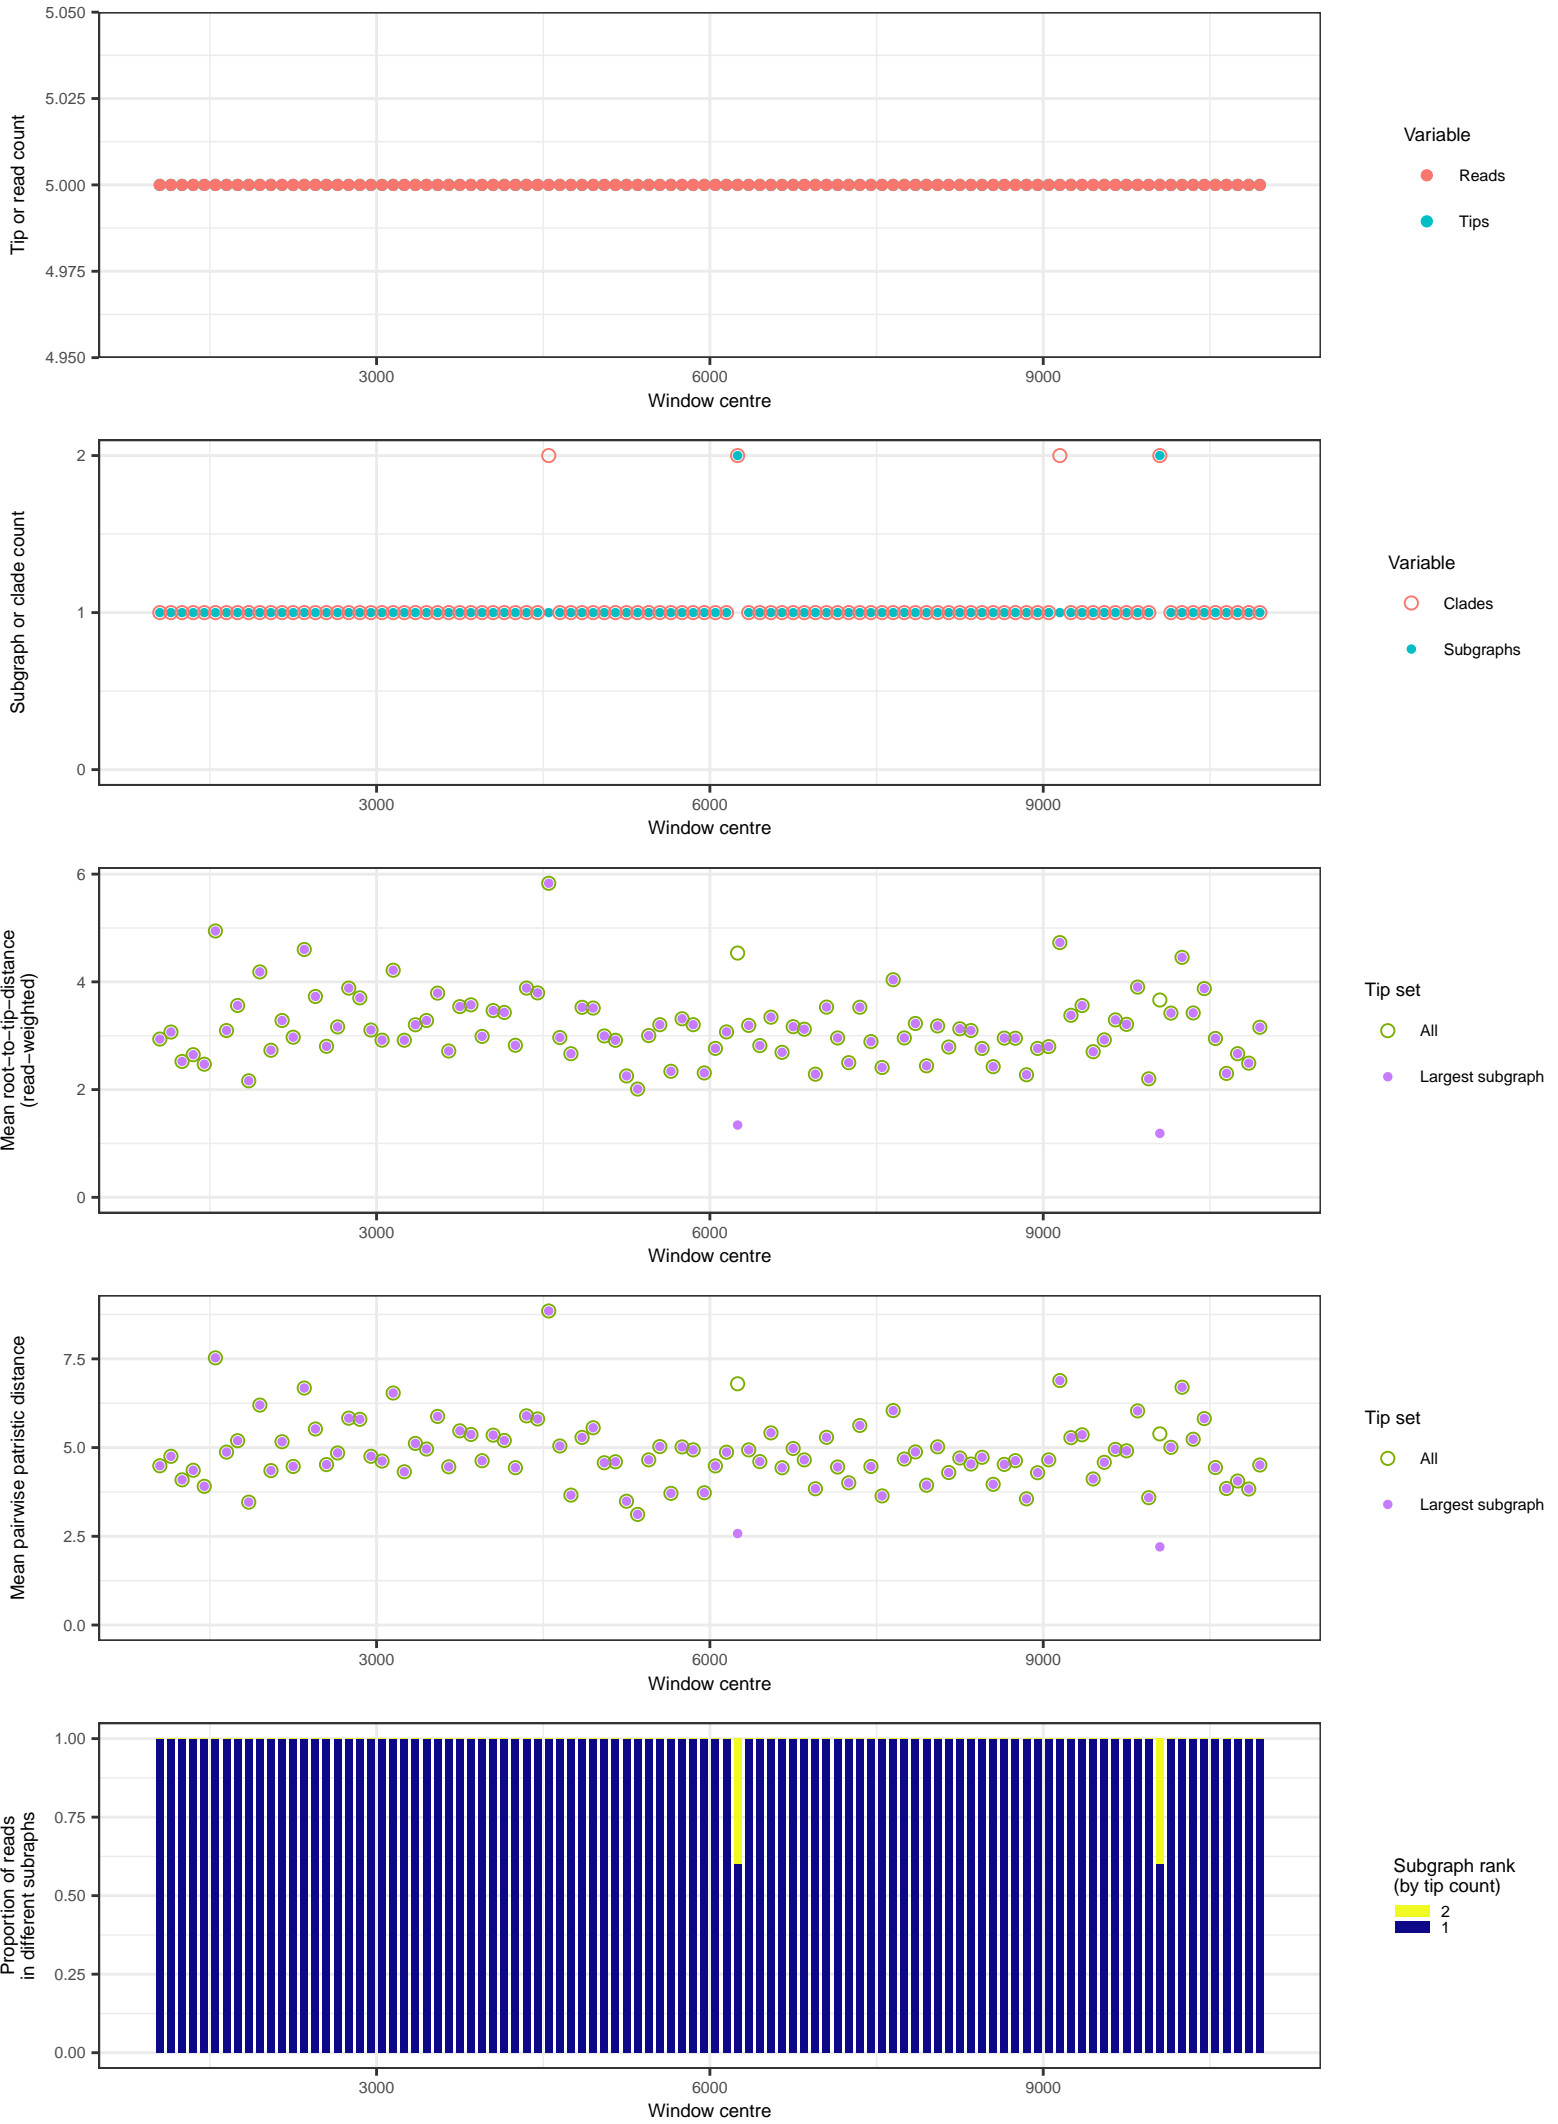 5.050
5.025
5.000
4.975
4.950
Tip or read count
3000
6000
9000
Window centre
Variable
Reads
Tips
2
1
0
Subgraph or clade count
3000
6000
9000
Window centre
Variable
Clades
Subgraphs
6
4
2
0
Mean root−to−tip−distance
(read−weighted)
3000
6000
9000
Window centre
Tip set
All
Largest subgraph
7.5
5.0
2.5
0.0
Mean pairwise patristic distance
3000
6000
9000
Window centre
Tip set
All
Largest subgraph
1.00
0.75
0.50
0.25
0.00
Proportion of reads
in different subraphs
3000
6000
9000
Window centre
Subgraph rank
(by tip count)
2
1